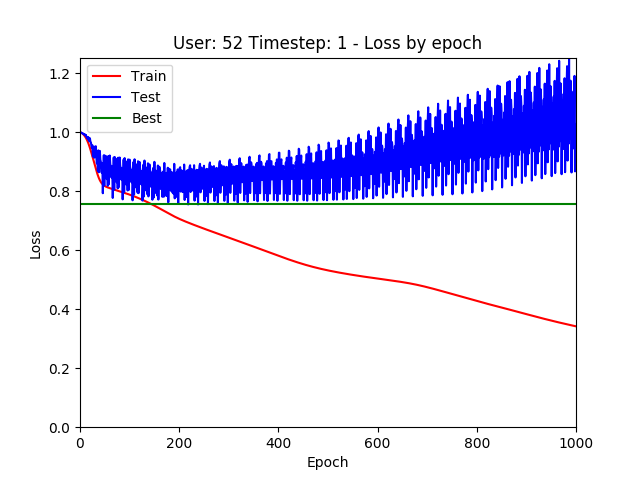 User: 52 Timestep: 1 - Loss by epoch
Train
Test
Best
1.2
1.0
0.8
0.6
0.4
0.2
0.0
Loss
0 200 400 600 800 1000
Epoch